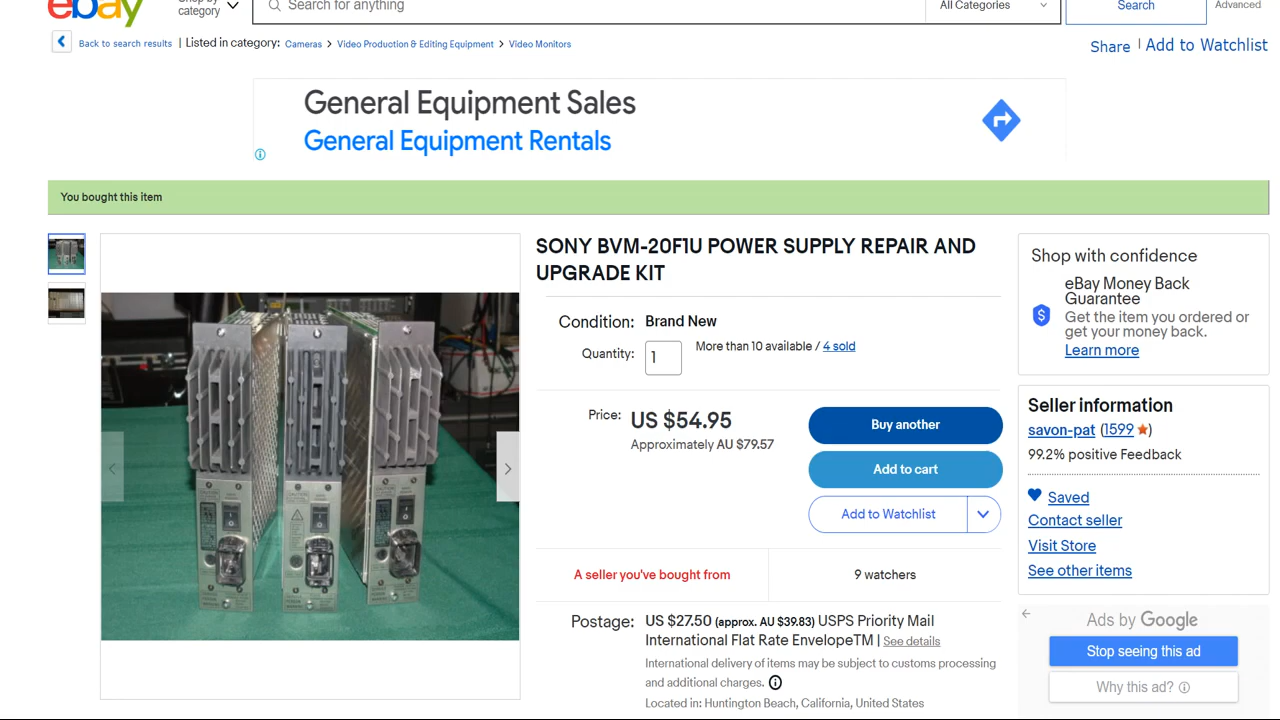 ebay
Shop by
category
Search for anything
All Categories
Search
Advanced
Back to search results | Listed in category: Cameras > Video Production & Editing Equipment > Video Monitors
Share | Add to Watchlist
General Equipment Sales
General Equipment Rentals
You bought this item
SONY BVM-20F1U POWER SUPPLY REPAIR AND
UPGRADE KIT
Condition: Brand New
Quantity: 1 More than 10 available / 4 sold
Price: US $54.95
Approximately AU $79.57
Buy another
Add to cart
Add to Watchlist
A seller you've bought from
9 watchers
Postage: US $27.50 (approx. AU $39.83) USPS Priority Mail
International Flat Rate EnvelopeTM | See details
International delivery of items may be subject to customs processing
and additional charges.
Located in: Huntington Beach, California, United States
Shop with confidence
eBay Money Back
Guarantee
Get the item you ordered or
get your money back.
Learn more
Seller information
savon-pat (1599)
99.2% positive Feedback
Saved
Contact seller
Visit Store
See other items
Ads by Google
Stop seeing this ad
Why this ad?